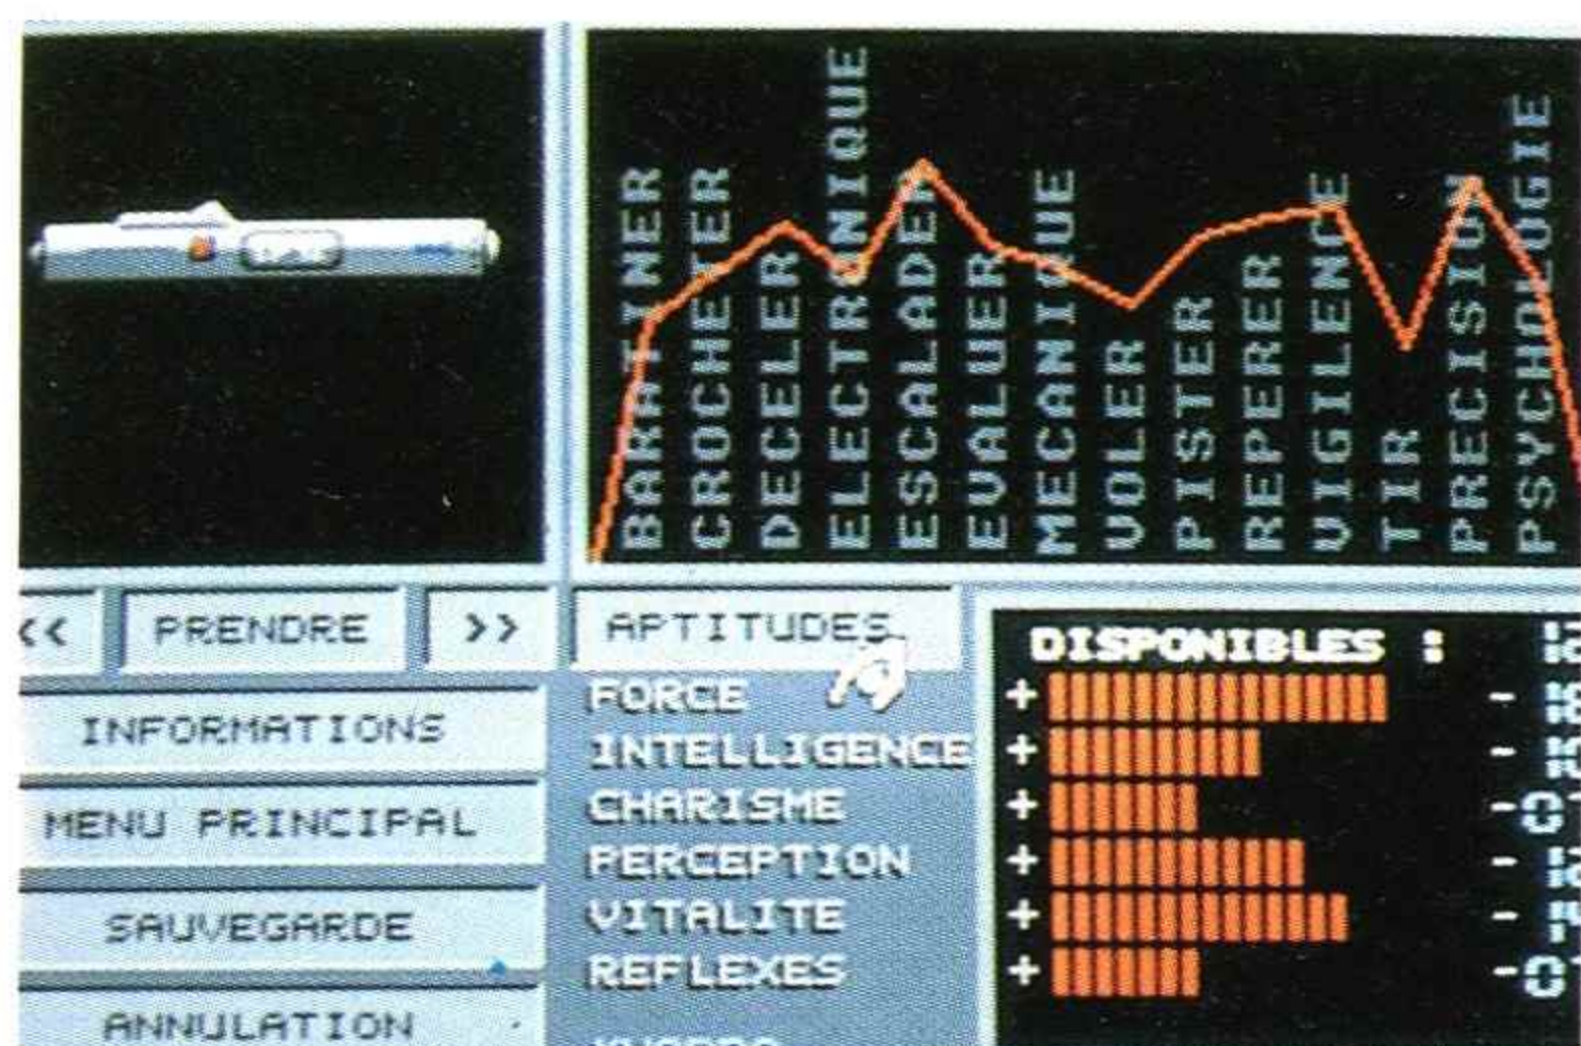 BARATINER
CROCHETER
DECELER
ELECTRONIQUE
ESCALADER
EVALUER
MECANIQUE
VOLER
PISTER
REPERER
VIGILENCE
TIR
PRECISION
PSYCHOLOGIE
<< PRENDRE >>
INFORMATIONS
MENU PRINCIPAL
SAUVEGARDE
ANNULATION
APTITUDES
DISPONIBLES :
FORCE + -
INTELLIGENCE + -
CHARISME + -
PERCEPTION + -
VITALITE + -
REFLEXES + -